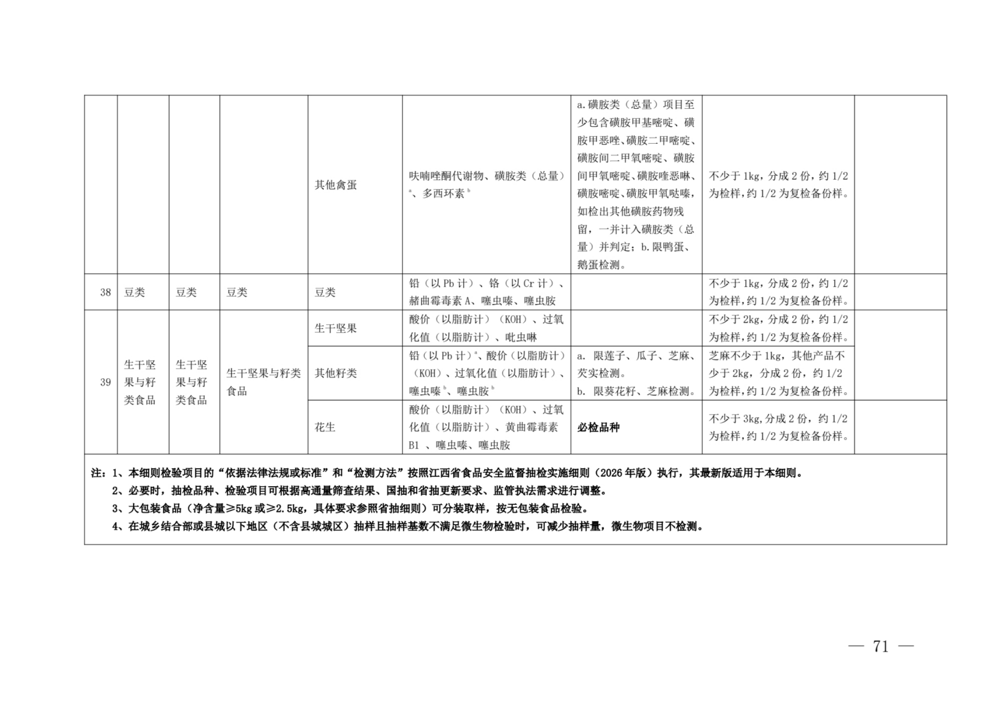 其他禽蛋
呋喃唑酮代谢物、磺胺类（总量）
a、多西环素 b
a.磺胺类（总量）项目至
少包含磺胺甲基嘧啶、磺
胺甲恶唑、磺胺二甲嘧啶、
磺胺间二甲氧嘧啶、磺胺
间甲氧嘧啶、磺胺喹恶啉、
磺胺嘧啶、磺胺甲氧哒嗪，
如检出其他磺胺药物残
留，一并计入磺胺类（总
量）并判定；b.限鸭蛋、
鹅蛋检测。
不少于 1kg，分成 2 份，约 1/2
为检样，约 1/2 为复检备份样。
38
豆类
豆类
豆类
豆类
铅（以 Pb 计）、铬（以 Cr 计）、
赭曲霉毒素 A、噻虫嗪、噻虫胺
不少于 1kg，分成 2 份，约 1/2
为检样，约 1/2 为复检备份样。
39
生干坚
果与籽
类食品
生干坚
果与籽
类食品
生干坚果与籽类
食品
生干坚果
酸价（以脂肪计）（KOH）、过氧
化值（以脂肪计）、吡虫啉
不少于 2kg，分成 2 份，约 1/2
为检样，约 1/2 为复检备份样。
其他籽类
铅（以 Pb 计）a、酸价（以脂肪计）
（KOH）、过氧化值（以脂肪计）、
噻虫嗪 b、噻虫胺 b
a. 限莲子、瓜子、芝麻、
芡实检测。
b. 限葵花籽、芝麻检测。
芝麻不少于 1kg，其他产品不
少于 2kg，分成 2 份，约 1/2
为检样，约 1/2 为复检备份样。
花生
酸价（以脂肪计）（KOH）、过氧
化值（以脂肪计）、黄曲霉毒素
B1 、噻虫嗪、噻虫胺
必检品种
不少于 3kg,分成 2 份，约 1/2
为检样，约 1/2 为复检备份样。
注：1、本细则检验项目的“依据法律法规或标准”和“检测方法”按照江西省食品安全监督抽检实施细则（2026 年版）执行，其最新版适用于本细则。
2、必要时，抽检品种、检验项目可根据高通量筛查结果、国抽和省抽更新要求、监管执法需求进行调整。
3、大包装食品（净含量≥5kg 或≥2.5kg，具体要求参照省抽细则）可分装取样，按无包装食品检验。
4、在城乡结合部或县城以下地区（不含县城城区）抽样且抽样基数不满足微生物检验时，可减少抽样量，微生物项目不检测。
— 71 —